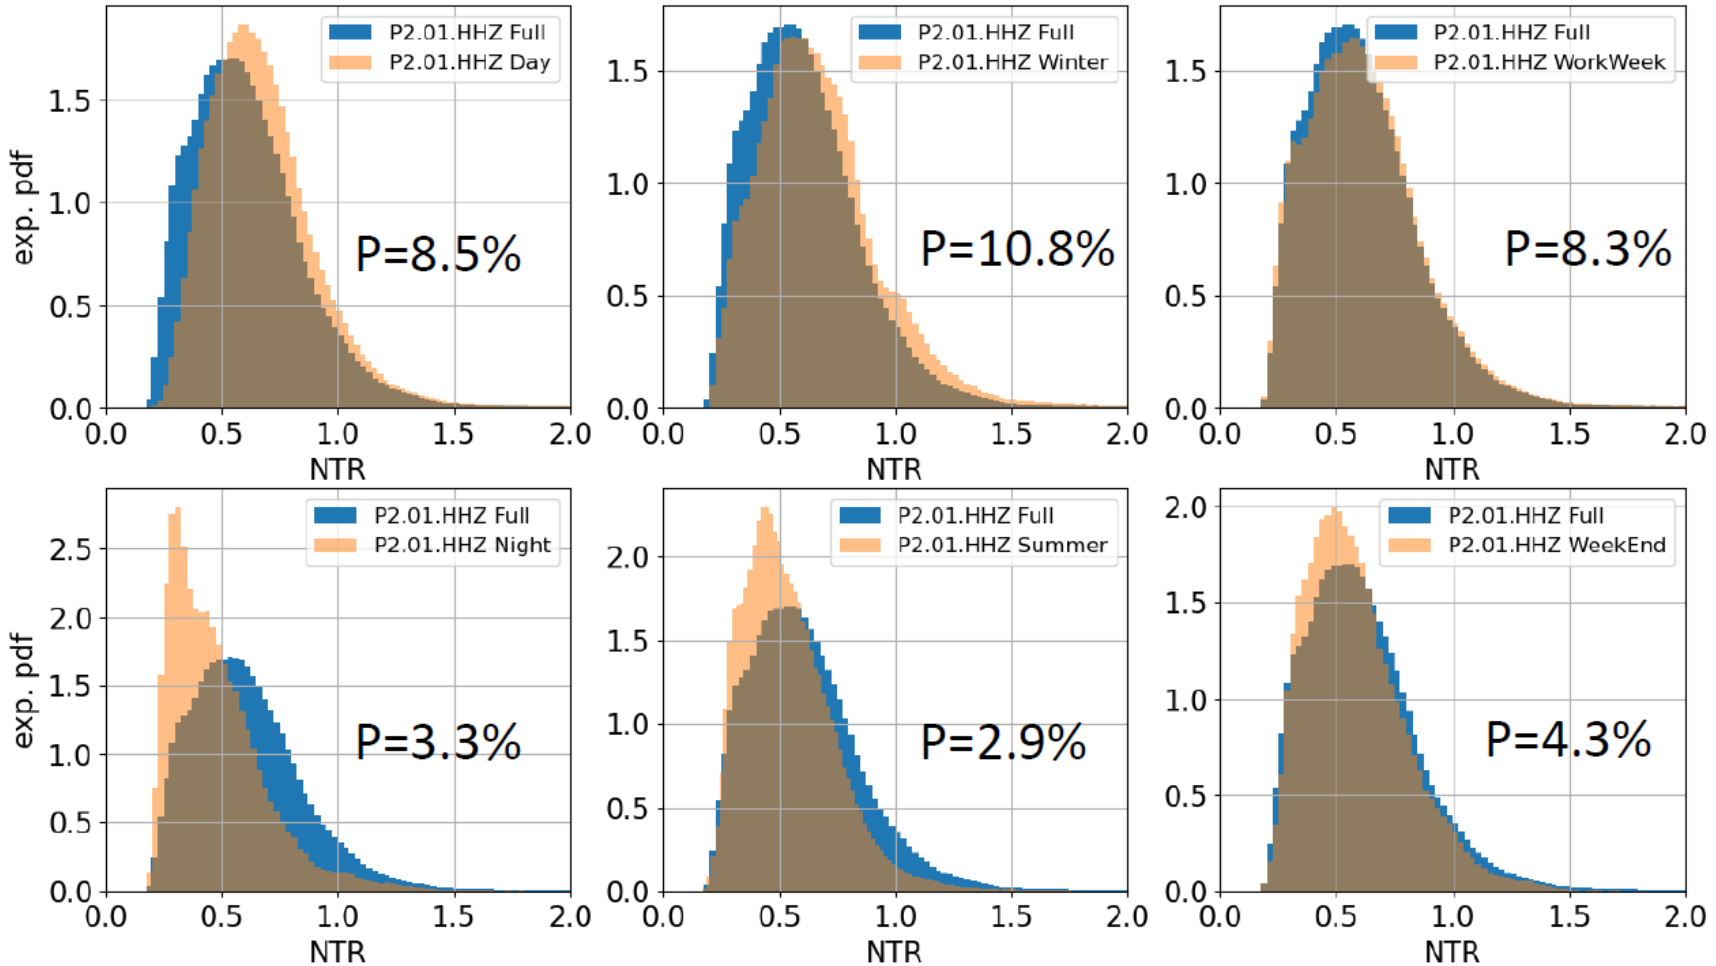 P2.01.HHZ Full
P2.01.HHZ Day
exp. pdf
1.5
1.0
0.5
0.0
P=8.5%
0.0 0.5 1.0 1.5 2.0
NTR
P2.01.HHZ Full
P2.01.HHZ Winter
1.5
1.0
0.5
0.0
P=10.8%
0.0 0.5 1.0 1.5 2.0
NTR
P2.01.HHZ Full
P2.01.HHZ WorkWeek
1.5
1.0
0.5
0.0
P=8.3%
0.0 0.5 1.0 1.5 2.0
NTR
P2.01.HHZ Full
P2.01.HHZ Night
exp. pdf
2.5
2.0
1.5
1.0
0.5
0.0
P=3.3%
0.0 0.5 1.0 1.5 2.0
NTR
P2.01.HHZ Full
P2.01.HHZ Summer
2.0
1.5
1.0
0.5
0.0
P=2.9%
0.0 0.5 1.0 1.5 2.0
NTR
P2.01.HHZ Full
P2.01.HHZ WeekEnd
2.0
1.5
1.0
0.5
0.0
P=4.3%
0.0 0.5 1.0 1.5 2.0
NTR